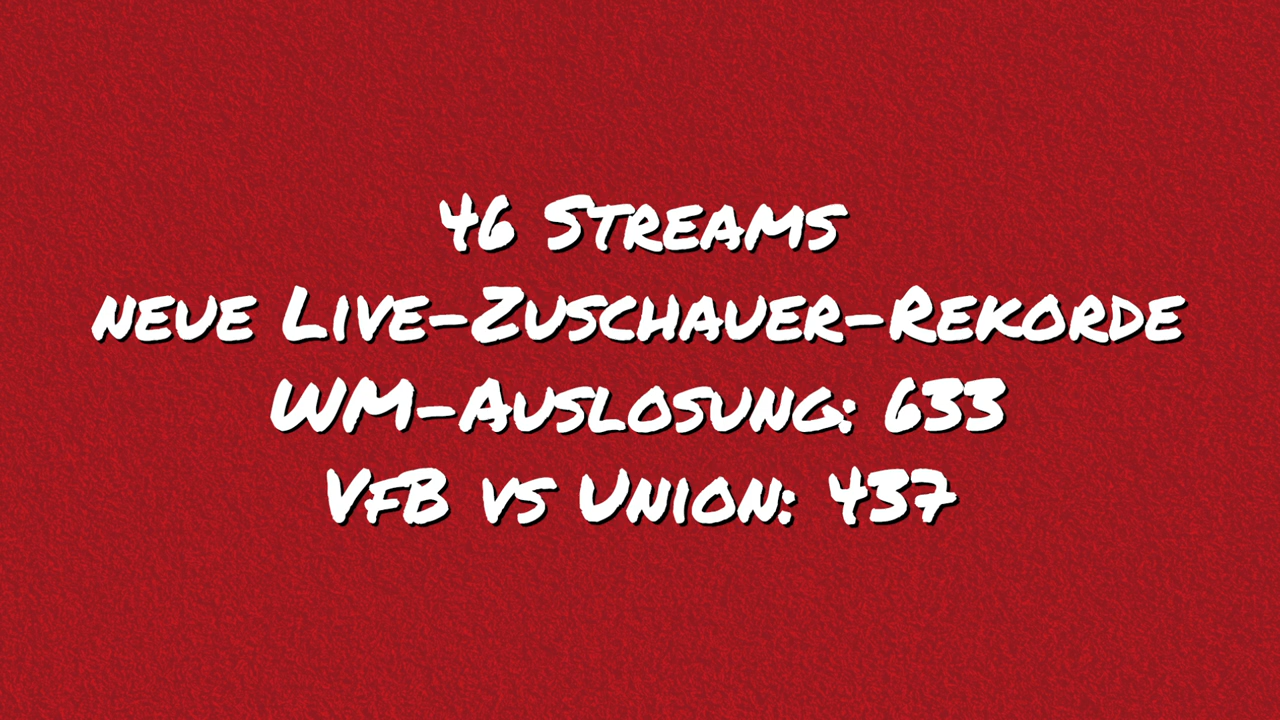 46 Streams
neue Live-Zuschauer-Rekorde
WM-Auslosung: 633
VfB vs Union: 437